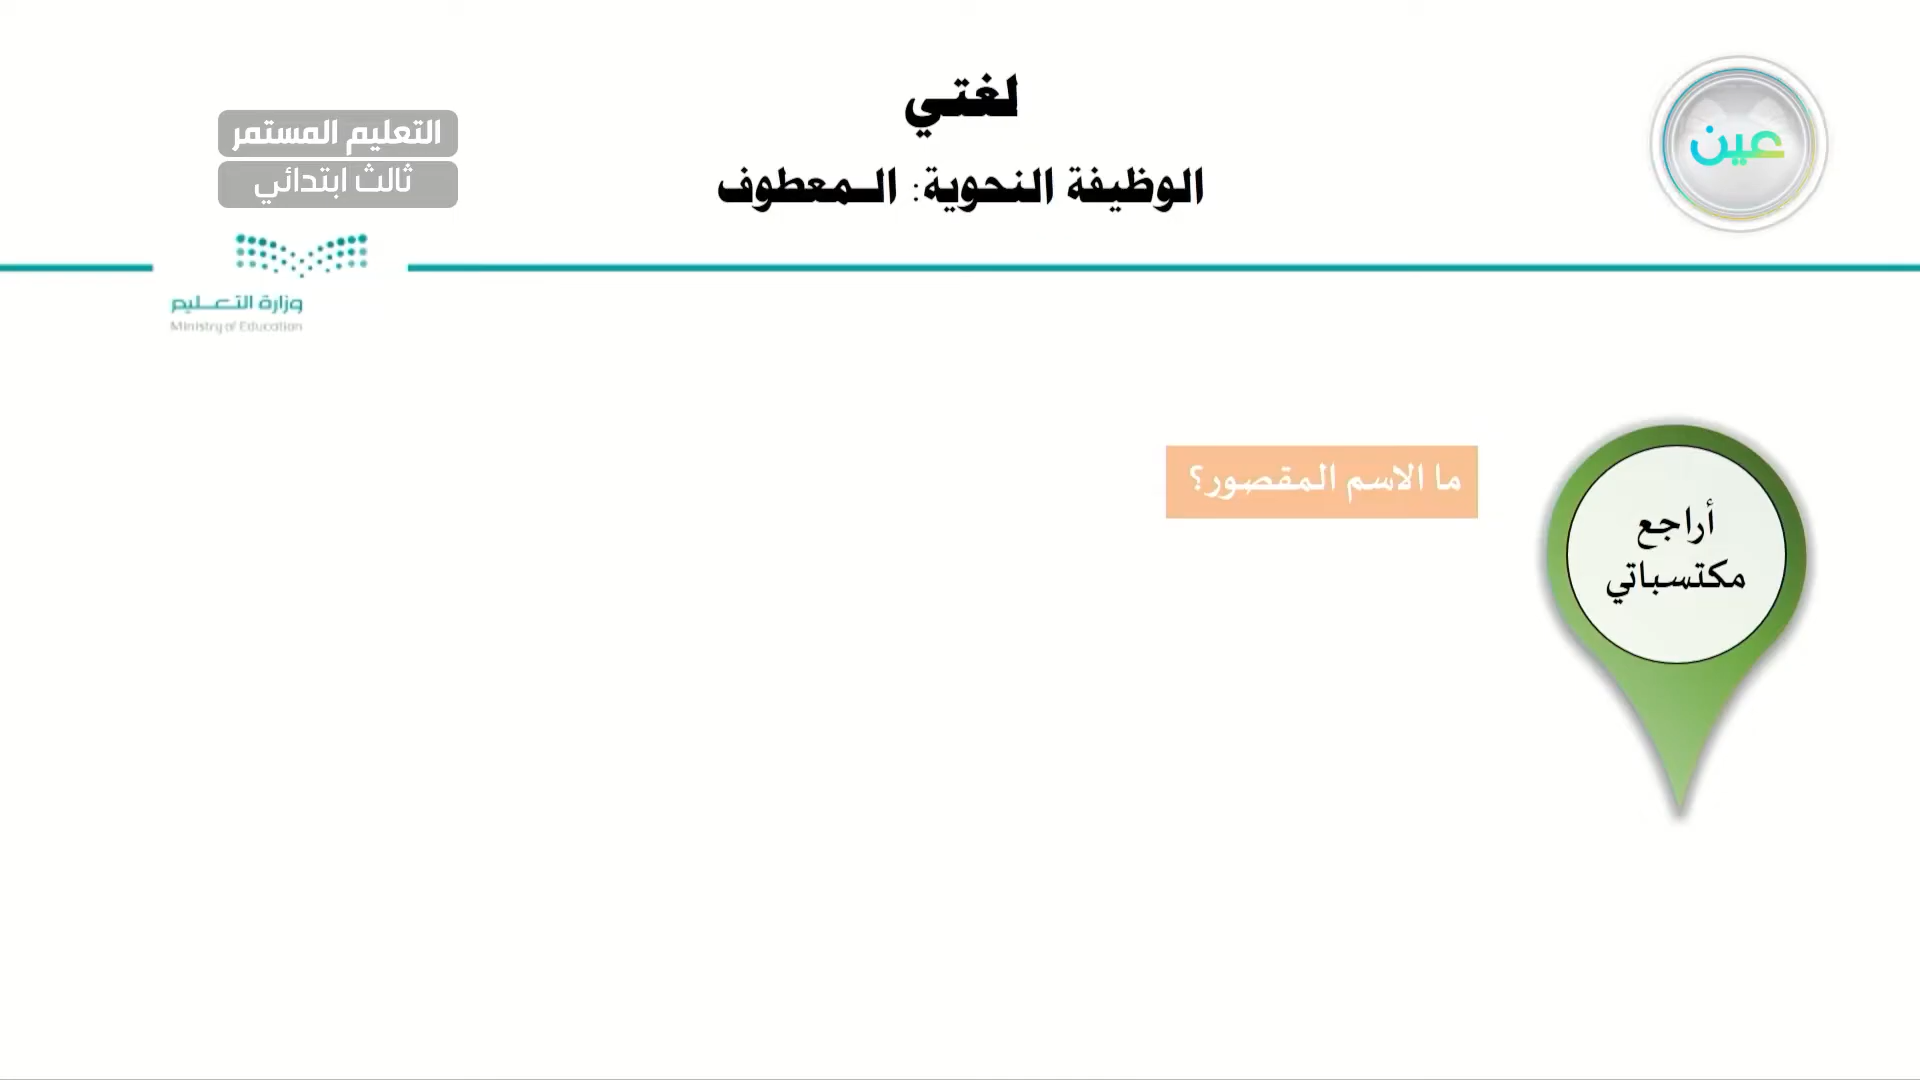 لغتي
الوظيفة النحوية: المعطوف
عين
التعليم المستمر
ثالث ابتدائي
وزارة التعليم
Ministry of Education
ما الاسم المقصور؟
أراجع
مكتسباتي